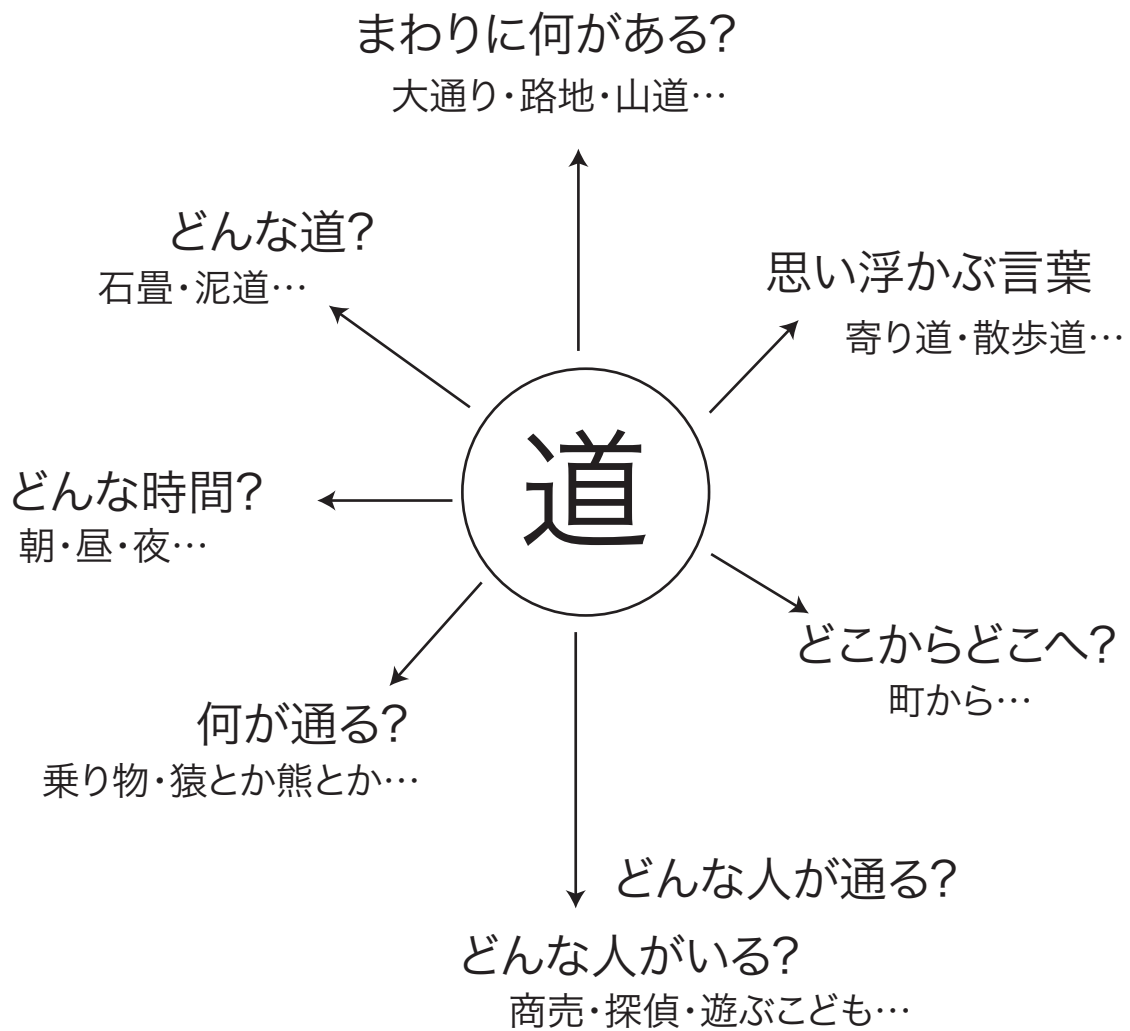 まわりに何がある?
大通り・路地・山道…
どんな道?
石畳・泥道…
思い浮かぶ言葉
寄り道・散歩道…
道
どんな時間?
朝・昼・夜…
どこからどこへ?
町から…
何が通る?
乗り物・猿とか熊とか…
どんな人が通る?
どんな人がいる?
商売・探偵・遊ぶこども…